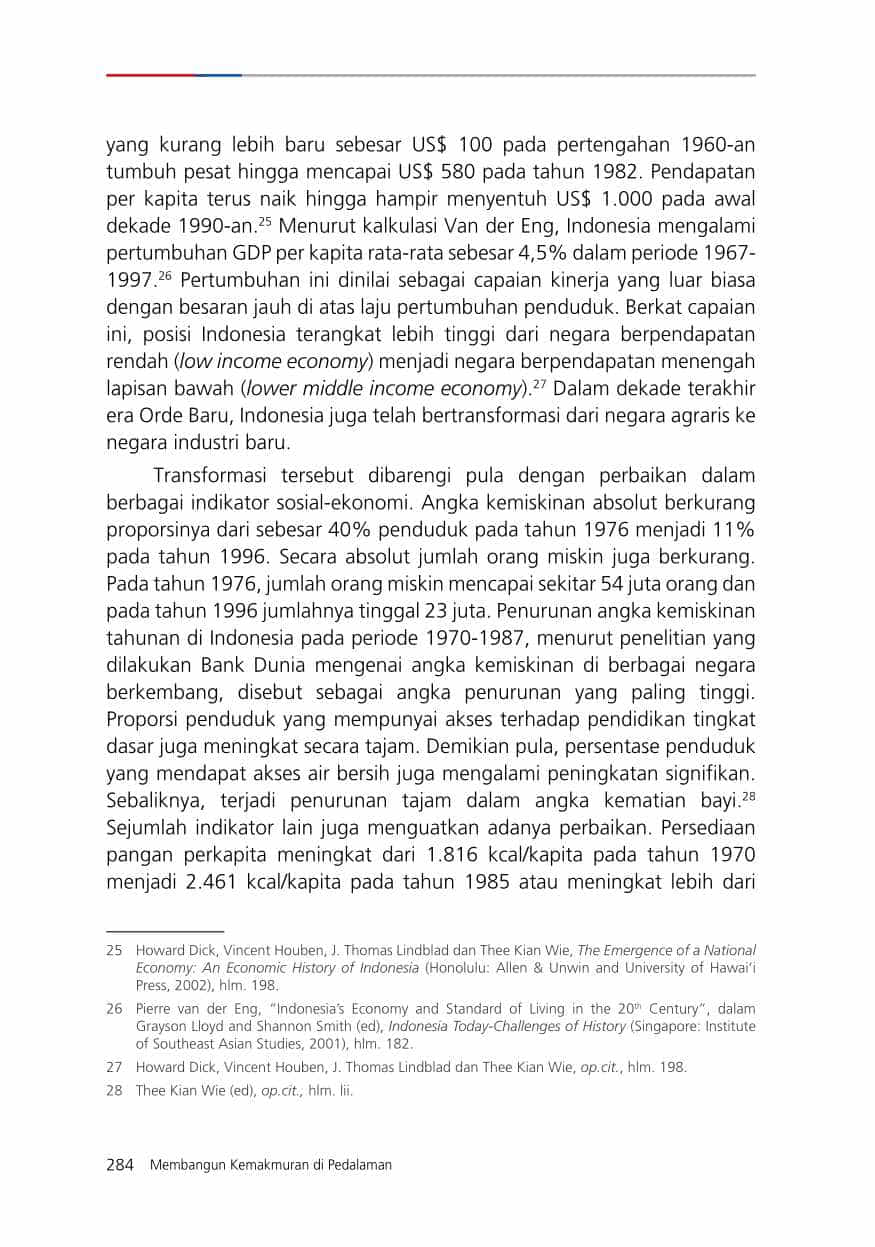 yang kurang lebih baru sebesar US$ 100 pada pertengahan 1960-an
tumbuh pesat hingga mencapai US$ 580 pada tahun 1982. Pendapatan
per kapita terus naik hingga hampir menyentuh US$ 1.000 pada awal
dekade 1990-an.²⁵ Menurut kalkulasi Van der Eng, Indonesia mengalami
pertumbuhan GDP per kapita rata-rata sebesar 4,5% dalam periode 1967-
1997.²⁶ Pertumbuhan ini dinilai sebagai capaian kinerja yang luar biasa
dengan besaran jauh di atas laju pertumbuhan penduduk. Berkat capaian
ini, posisi Indonesia terangkat lebih tinggi dari negara berpendapatan
rendah (low income economy) menjadi negara berpendapatan menengah
lapisan bawah (lower middle income economy).²⁷ Dalam dekade terakhir
era Orde Baru, Indonesia juga telah bertransformasi dari negara agraris ke
negara industri baru.
Transformasi tersebut dibarengi pula dengan perbaikan dalam
berbagai indikator sosial-ekonomi. Angka kemiskinan absolut berkurang
proporsinya dari sebesar 40% penduduk pada tahun 1976 menjadi 11%
pada tahun 1996. Secara absolut jumlah orang miskin juga berkurang.
Pada tahun 1976, jumlah orang miskin mencapai sekitar 54 juta orang dan
pada tahun 1996 jumlahnya tinggal 23 juta. Penurunan angka kemiskinan
tahunan di Indonesia pada periode 1970-1987, menurut penelitian yang
dilakukan Bank Dunia mengenai angka kemiskinan di berbagai negara
berkembang, disebut sebagai angka penurunan yang paling tinggi.
Proporsi penduduk yang mempunyai akses terhadap pendidikan tingkat
dasar juga meningkat secara tajam. Demikian pula, persentase penduduk
yang mendapat akses air bersih juga mengalami peningkatan signifikan.
Sebaliknya, terjadi penurunan tajam dalam angka kematian bayi.²⁸
Sejumlah indikator lain juga menguatkan adanya perbaikan. Persediaan
pangan perkapita meningkat dari 1.816 kcal/kapita pada tahun 1970
menjadi 2.461 kcal/kapita pada tahun 1985 atau meningkat lebih dari
25 Howard Dick, Vincent Houben, J. Thomas Lindblad dan Thee Kian Wie, The Emergence of a National
Economy: An Economic History of Indonesia (Honolulu: Allen & Unwin and University of Hawai‘i
Press, 2002), hlm. 198.
26 Pierre van der Eng, “Indonesia’s Economy and Standard of Living in the 20th Century”, dalam
Grayson Lloyd and Shannon Smith (ed), Indonesia Today-Challenges of History (Singapore: Institute
of Southeast Asian Studies, 2001), hlm. 182.
27 Howard Dick, Vincent Houben, J. Thomas Lindblad dan Thee Kian Wie, op.cit., hlm. 198.
28 Thee Kian Wie (ed), op.cit., hlm. lii.
284 Membangun Kemakmuran di Pedalaman